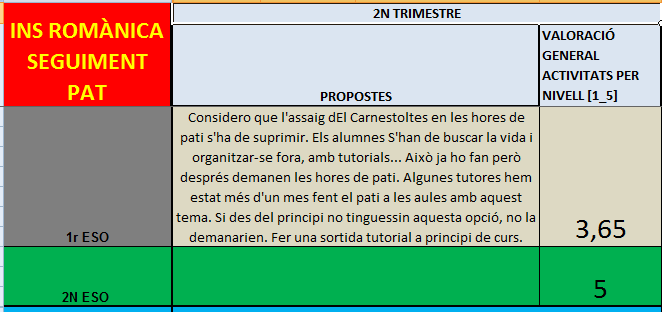 INS ROMÀNICA
SEGUIMENT
PAT
2N TRIMESTRE
PROPOSTES
VALORACIÓ
GENERAL
ACTIVITATS PER
NIVELL [1_5]
1r ESO
Considero que l'assaig dEl Carnestoltes en les hores de
pati s'ha de suprimir. Els alumnes S'han de buscar la vida i
organitzar-se fora, amb tutorials... Això ja ho fan però
després demanen les hores de pati. Algunes tutores hem
estat més d'un mes fent el pati a les aules amb aquest
tema. Si des del principi no tinguessin aquesta opció, no la
demanarien. Fer una sortida tutorial a principi de curs.
3,65
2N ESO
5